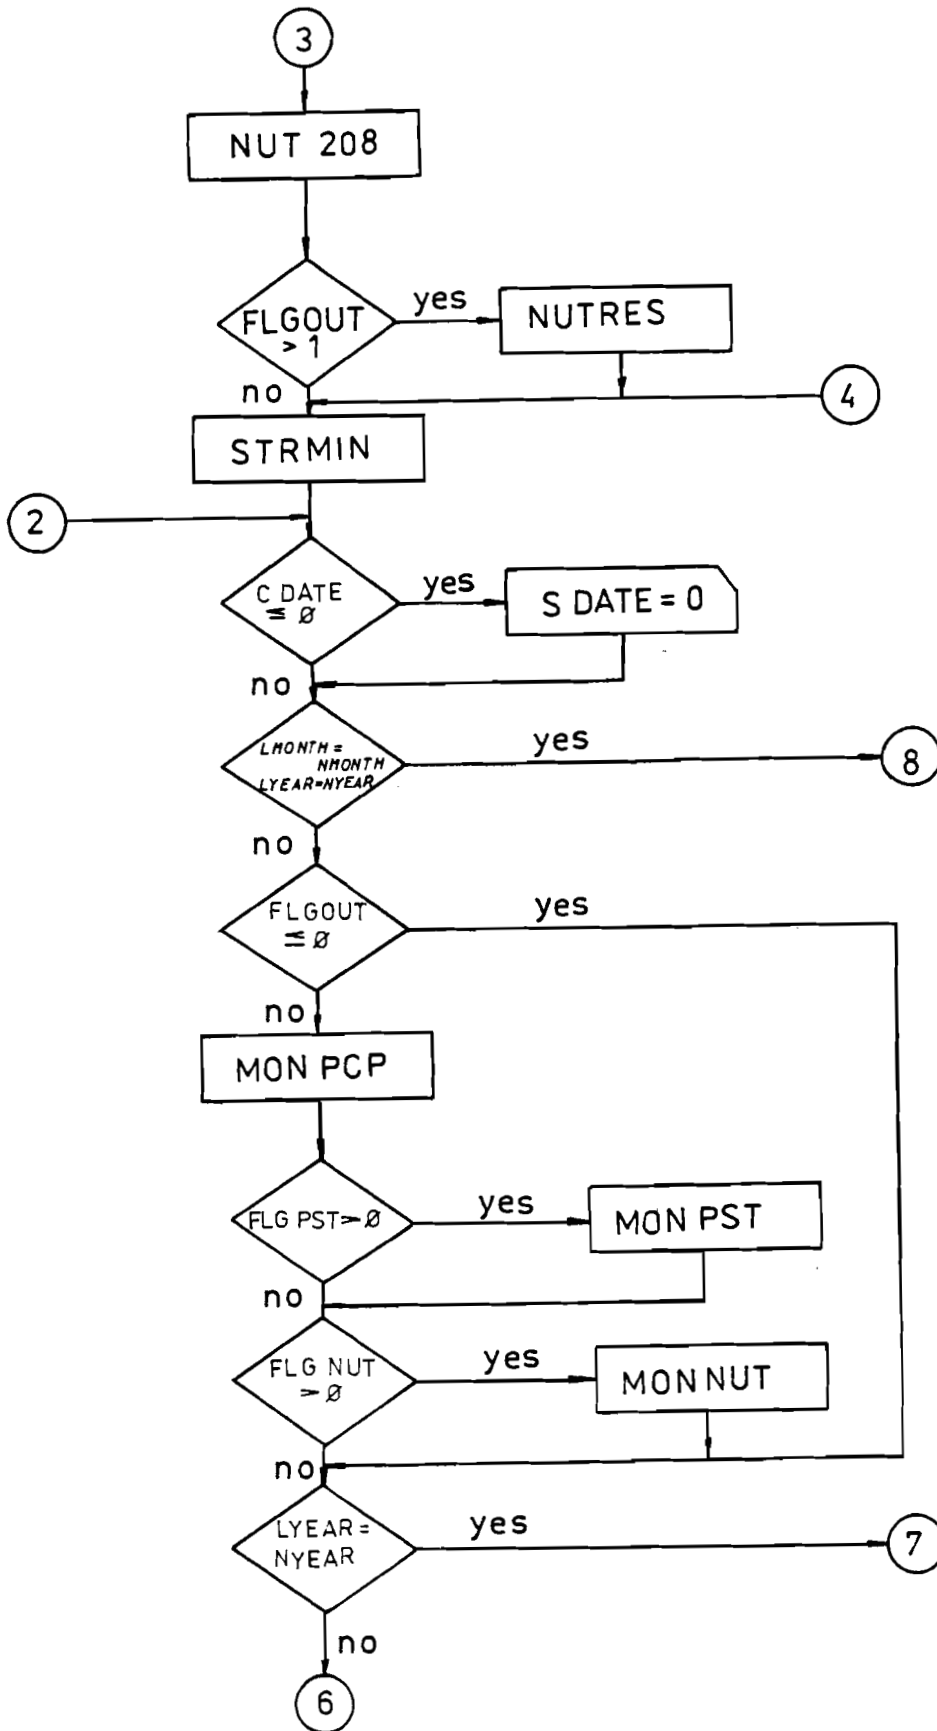 3
NUT 208
FLGOUT
> 1
yes
NUTRES
no
4
STRMIN
2
C DATE
≤ Ø
yes
S DATE = 0
no
LMONTH =
NMONTH
LYEAR=NYEAR
yes
8
no
FLGOUT
≤ Ø
yes
no
MON PCP
FLG PST > Ø
yes
MON PST
no
FLG NUT
> Ø
yes
MON NUT
no
LYEAR =
NYEAR
yes
7
no
6